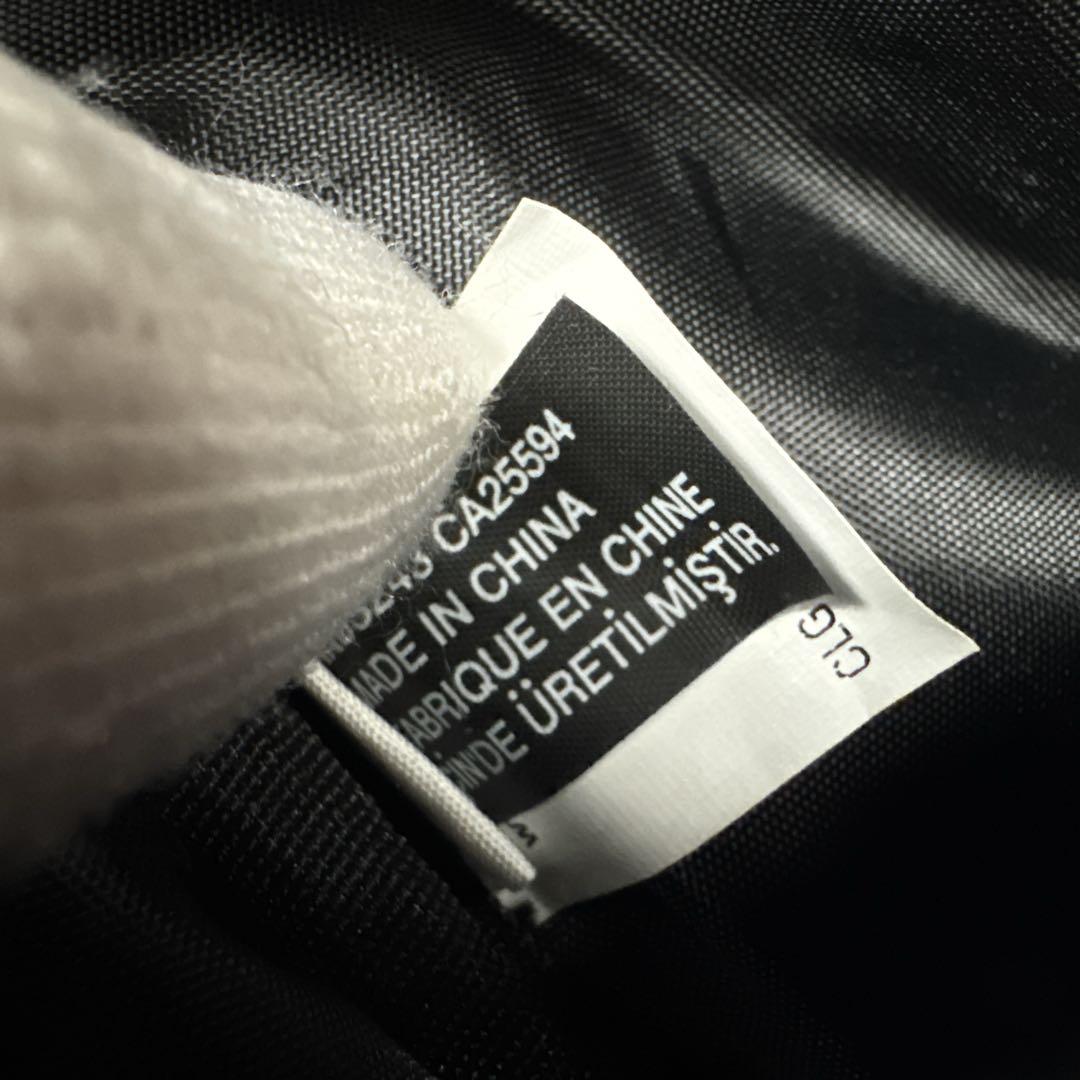 CA25594
MADE IN CHINA
FABRIQUE EN CHINE
ÜRETİLMİŞTİR.
CLG